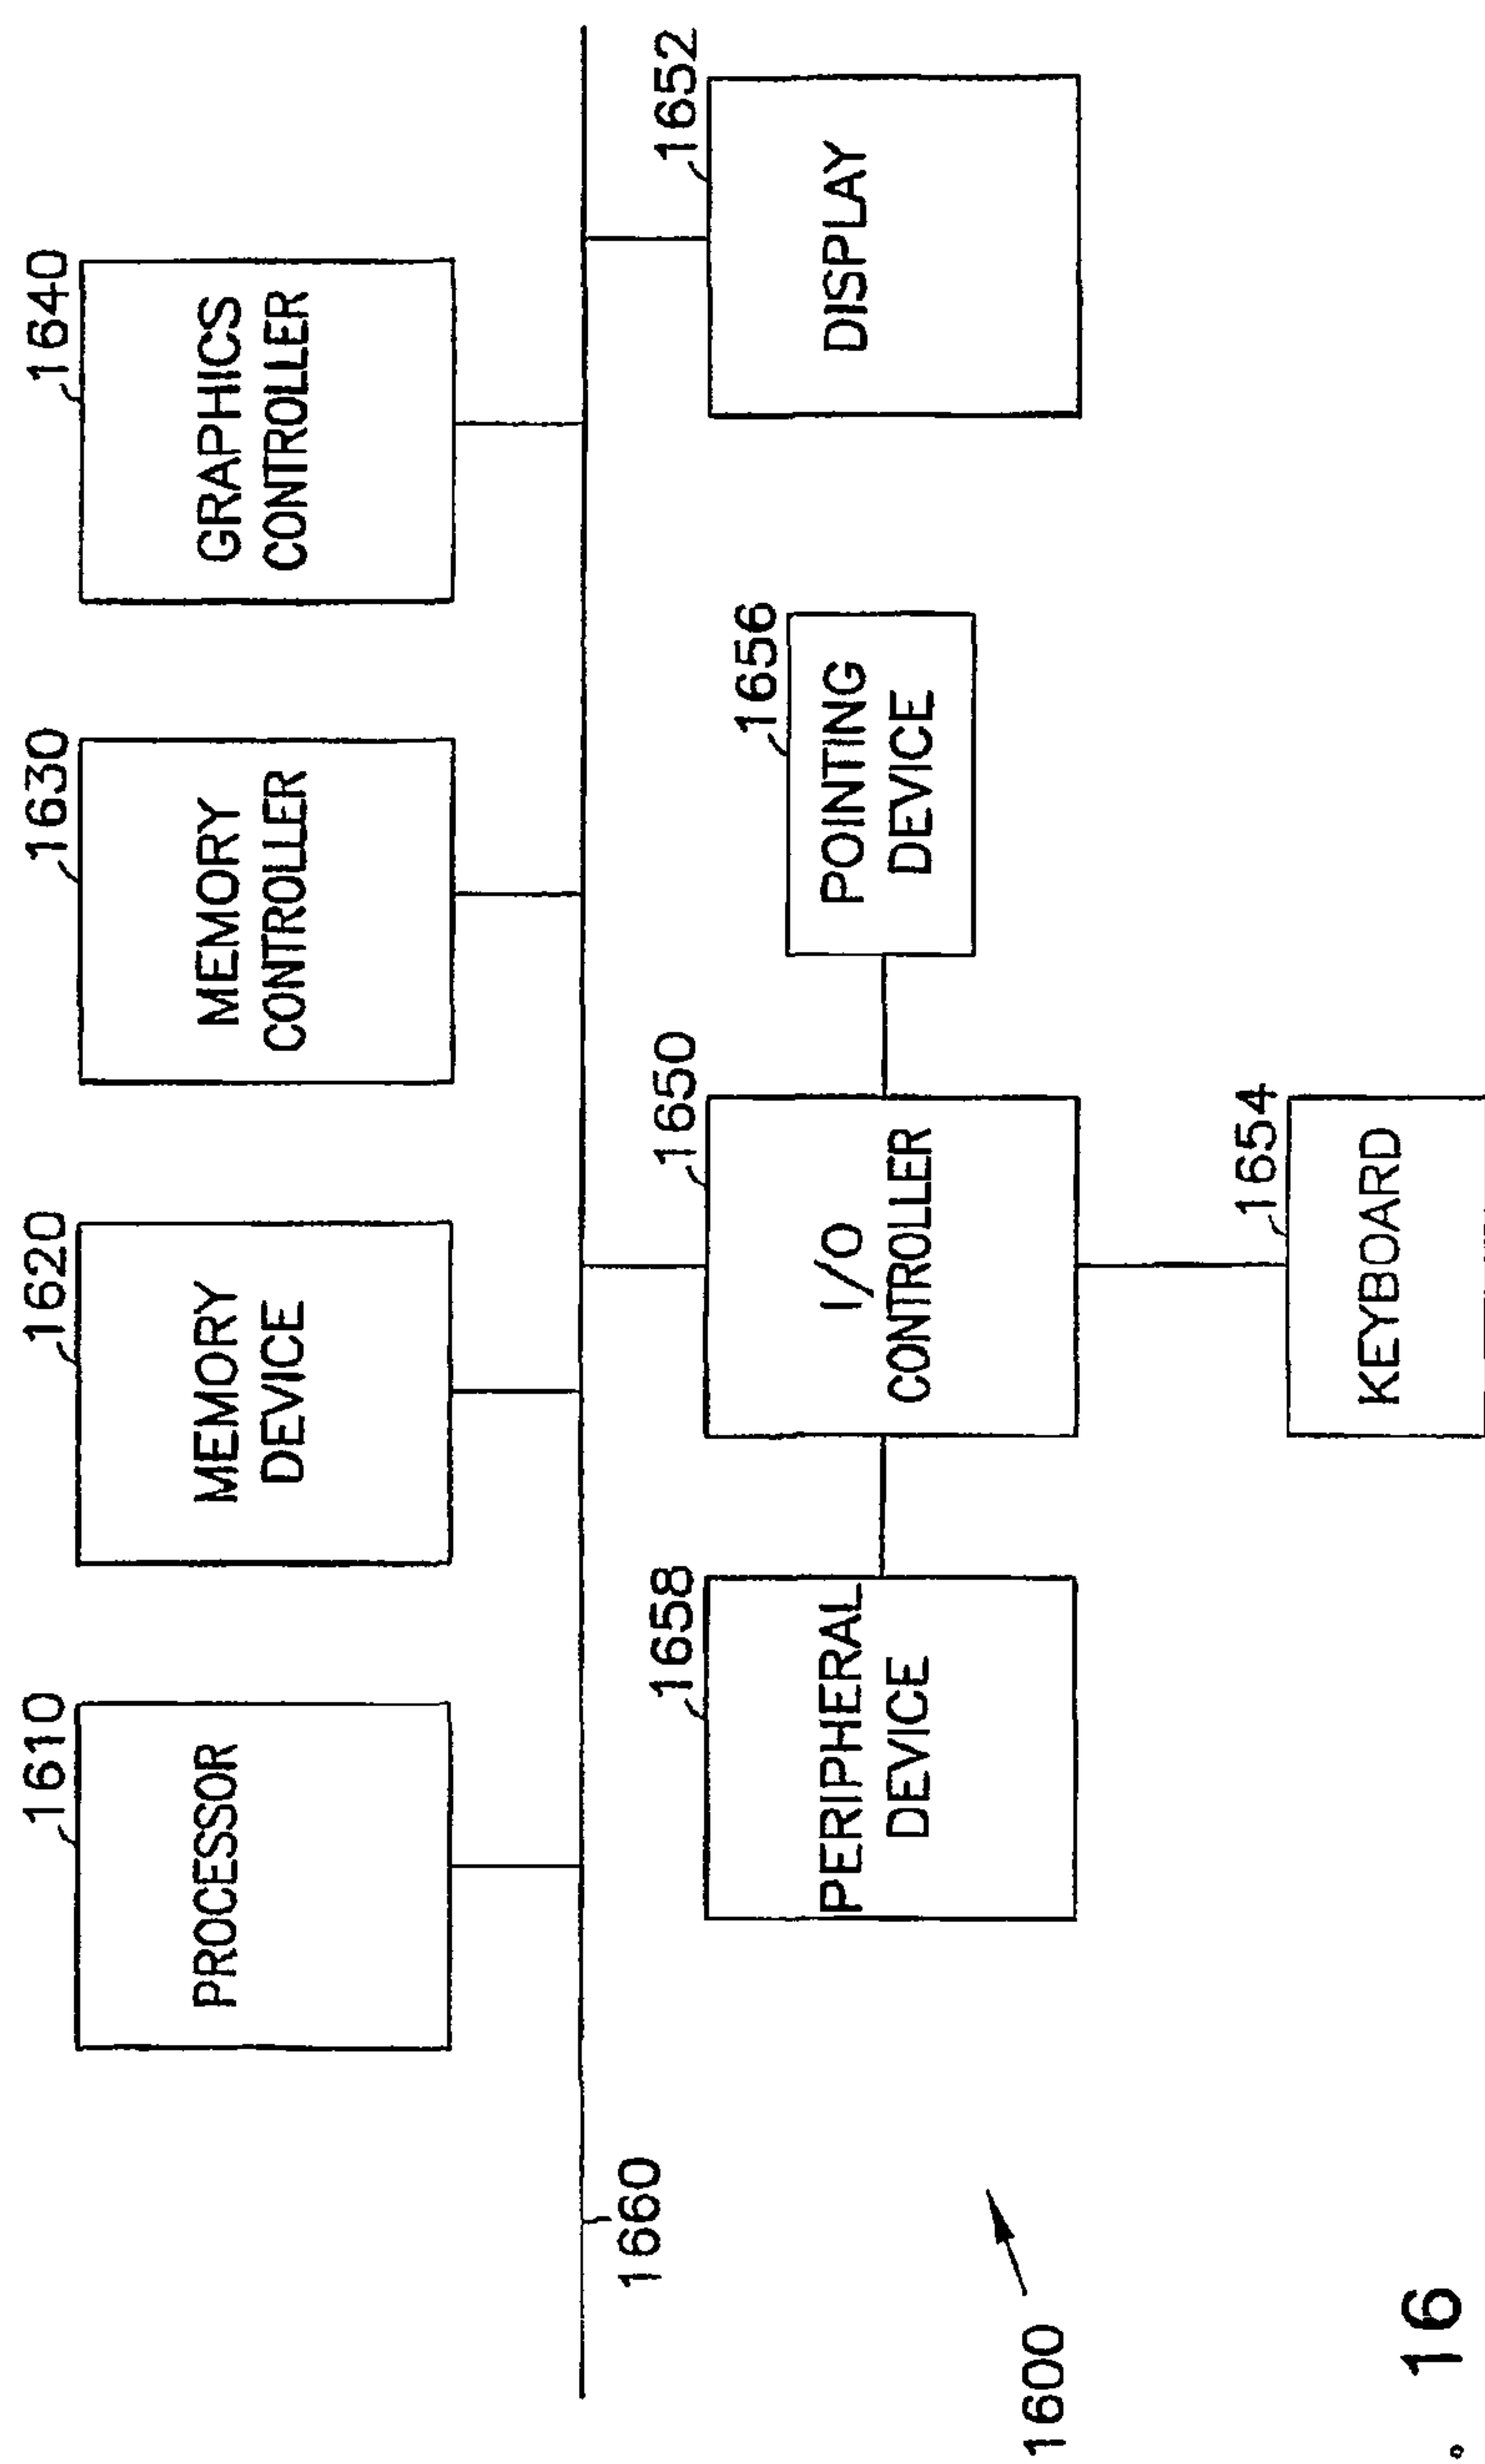 1610
PROCESSOR
1620
MEMORY
DEVICE
1630
MEMORY
CONTROLLER
1640
GRAPHICS
CONTROLLER
1660
1658
PERIPHERAL
DEVICE
1650
I/O
CONTROLLER
1656
POINTING
DEVICE
1652
DISPLAY
1654
KEYBOARD
1600
. 16